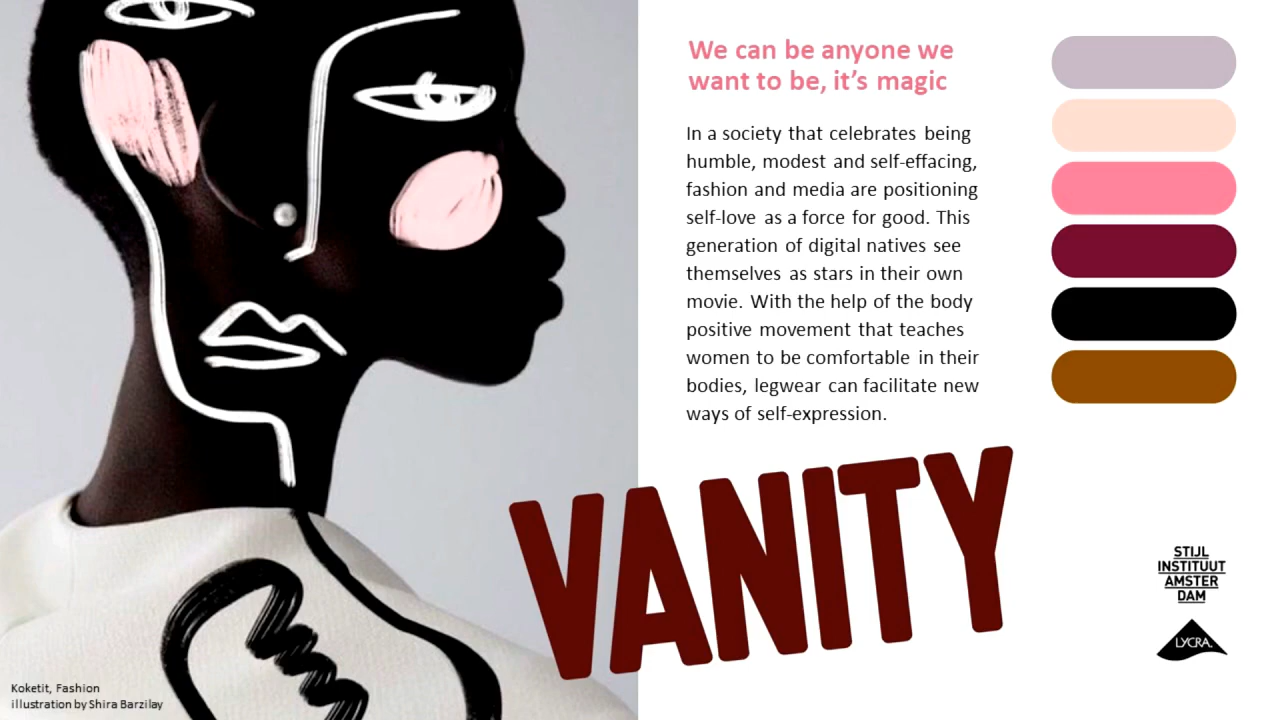 We can be anyone we
want to be, it's magic
In a society that celebrates being
humble, modest and self-effacing,
fashion and media are positioning
self-love as a force for good. This
generation of digital natives see
themselves as stars in their own
movie. With the help of the body
positive movement that teaches
women to be comfortable in their
bodies, legwear can facilitate new
ways of self-expression.
VANITY
STIJL
INSTITUUT
AMSTER
DAM
LYCRA.
Koketit, Fashion
illustration by Shira Barzilay